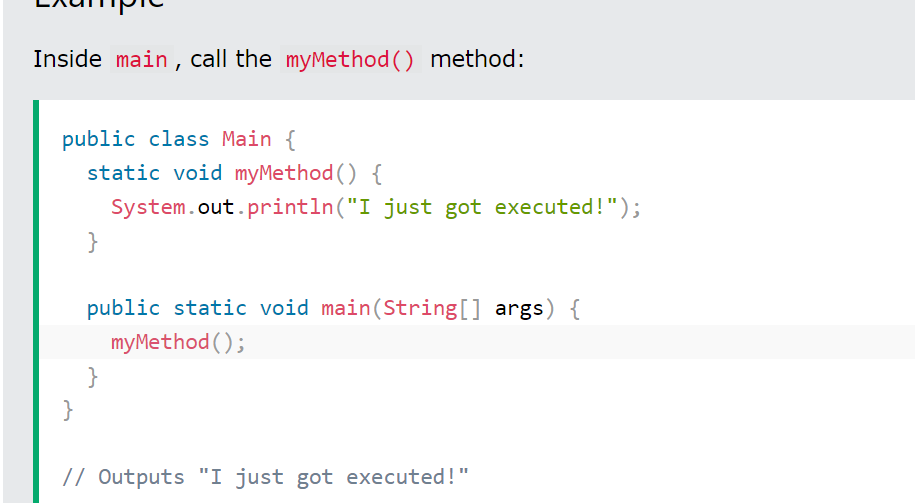 Example
Inside main , call the myMethod() method:
public class Main {
  static void myMethod() {
    System.out.println("I just got executed!");
  }
  public static void main(String[] args) {
    myMethod();
  }
}
// Outputs "I just got executed!"